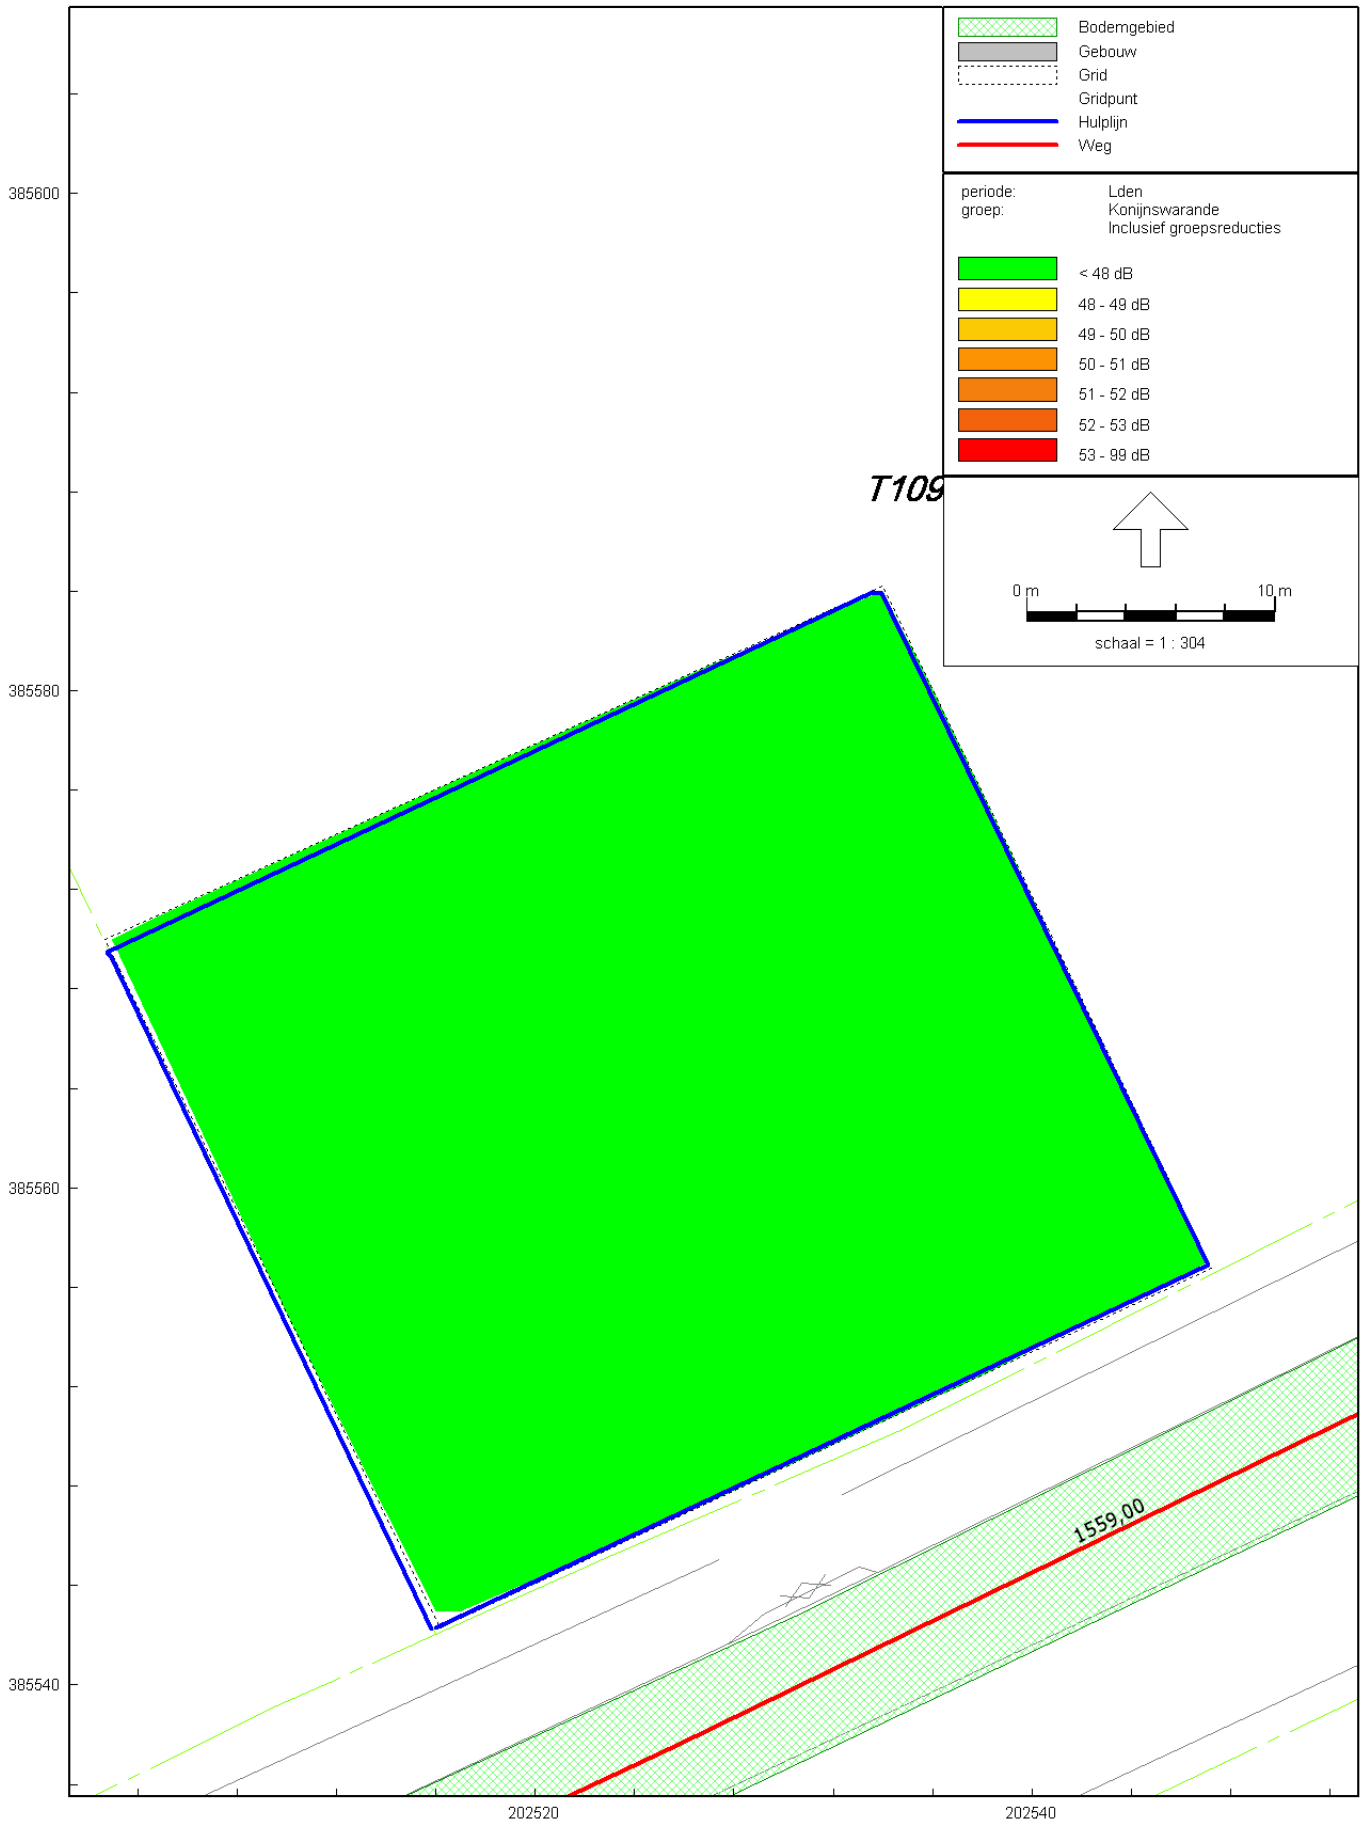 Bodemgebied
Gebouw
Grid
Gridpunt
Hulplijn
Weg
periode: Lden
groep: Konijnswarande
Inclusief groepsreducties
< 48 dB
48 - 49 dB
49 - 50 dB
50 - 51 dB
51 - 52 dB
52 - 53 dB
53 - 99 dB
T109
0 m 10 m
schaal = 1 : 304
385600
385580
385560
385540
1559,00
202520 202540